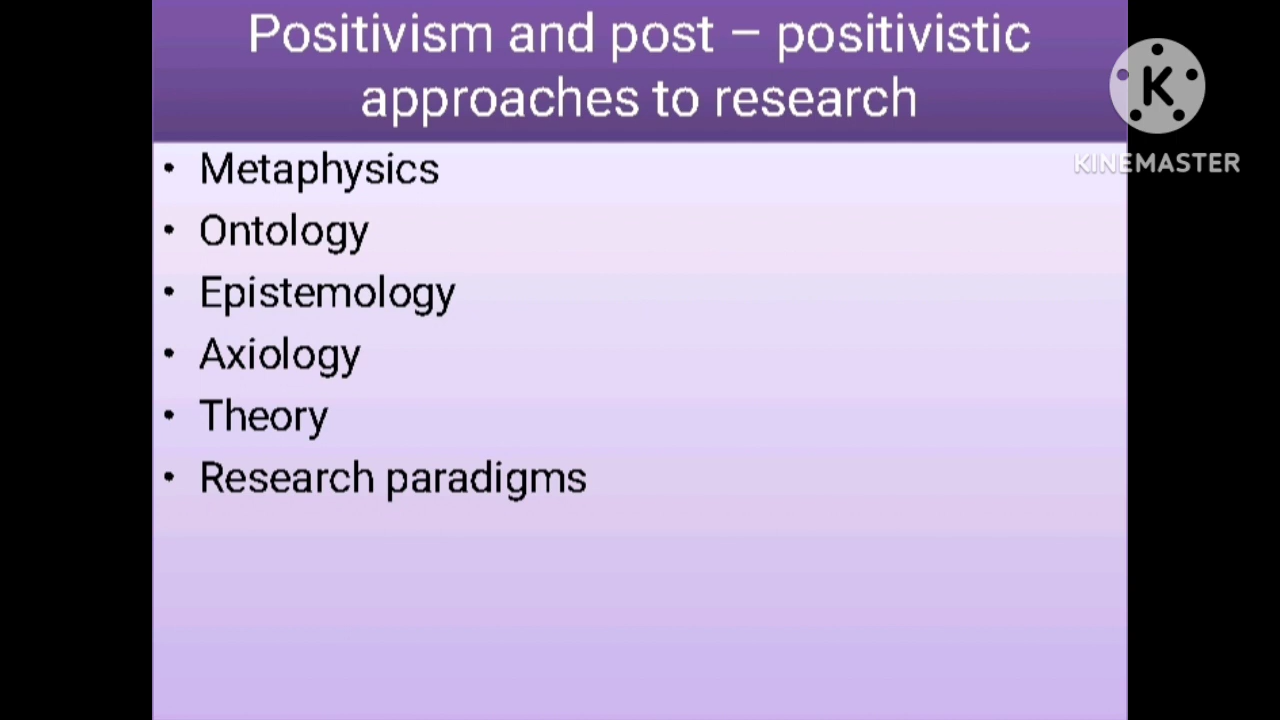 Positivism and post – positivistic
approaches to research
K
KINEMASTER
• Metaphysics
• Ontology
• Epistemology
• Axiology
• Theory
• Research paradigms